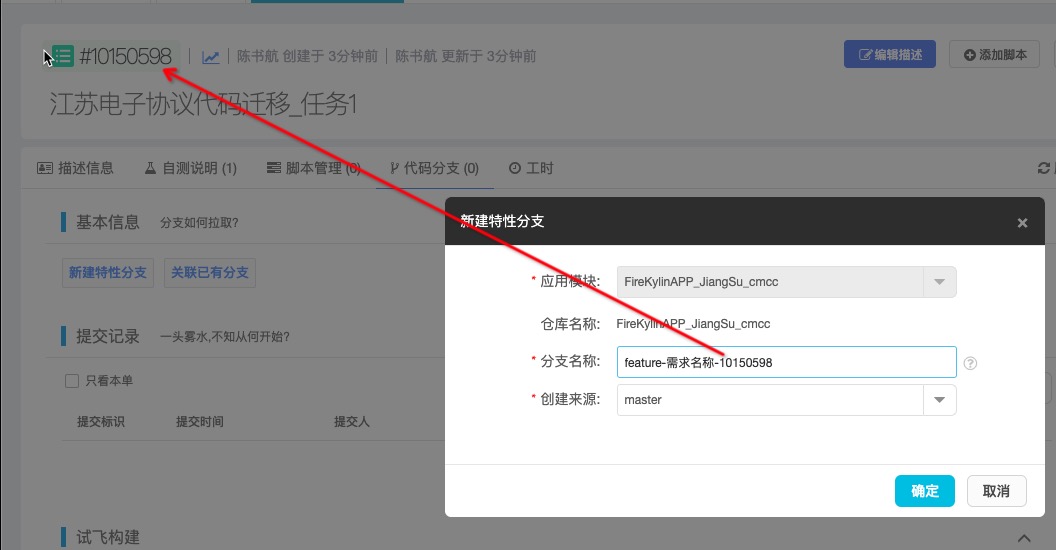 #10150598 陈书航 创建于 3分钟前 陈书航 更新于 3分钟前 编辑描述 添加脚本
江苏电子协议代码迁移_任务1
描述信息 自测说明 (1) 脚本管理 (0) 代码分支 (0) 工时
基本信息 分支如何拉取?
新建特性分支 关联已有分支
提交记录 一头雾水,不知从何开始?
只看本单
提交标识 提交时间 提交人
试飞构建
新建特性分支 ×
* 应用模块: FireKylinAPP_JiangSu_cmcc
仓库名称: FireKylinAPP_JiangSu_cmcc
* 分支名称: feature-需求名称-10150598 ?
* 创建来源: master
确定 取消